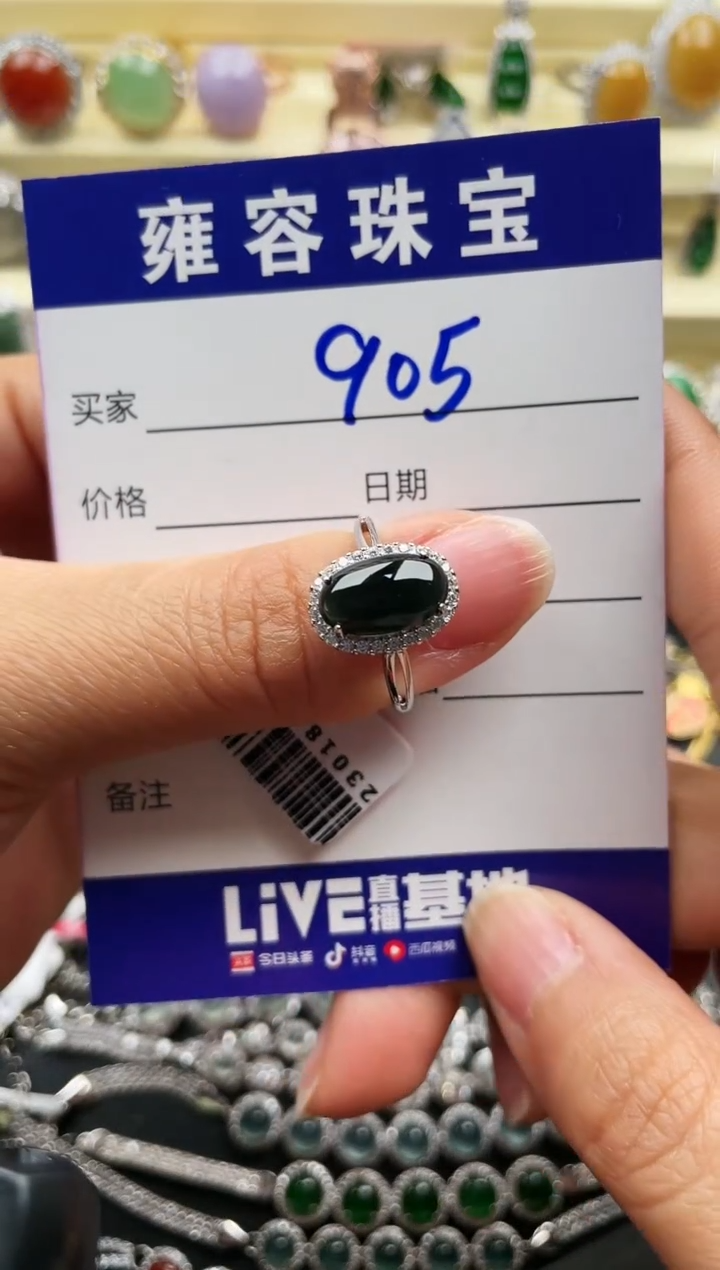 雍容珠宝
买家 905
价格 日期
23018
备注
LiVE直播基地
今日头条 抖音 西瓜视频